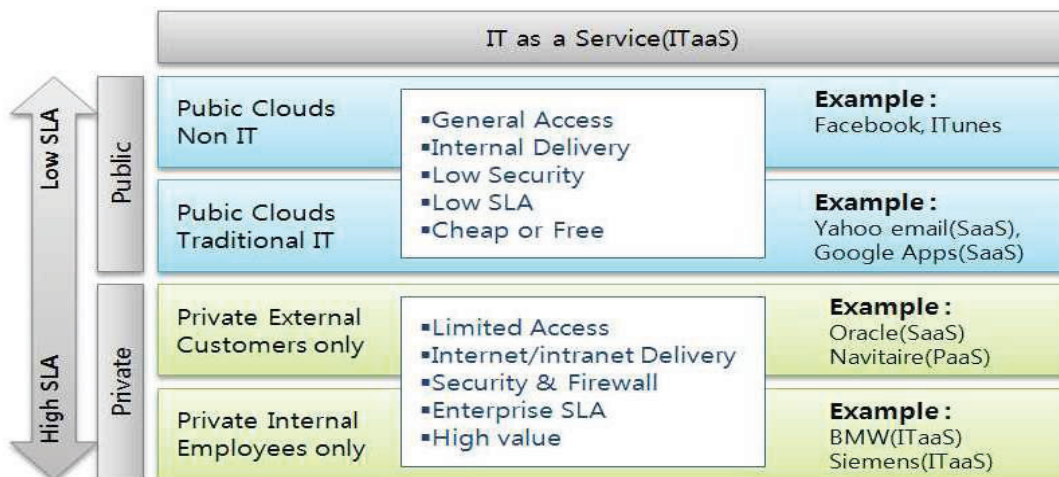 IT as a Service(ITaaS)
Low SLA
High SLA
Public
Private
Pubic Clouds
Non IT
Pubic Clouds
Traditional IT
▪General Access
▪Internal Delivery
▪Low Security
▪Low SLA
▪Cheap or Free
Example :
Facebook, ITunes
Example :
Yahoo email(SaaS),
Google Apps(SaaS)
Private External
Customers only
Private Internal
Employees only
▪Limited Access
▪Internet/intranet Delivery
▪Security & Firewall
▪Enterprise SLA
▪High value
Example :
Oracle(SaaS)
Navitaire(PaaS)
Example :
BMW(ITaaS)
Siemens(ITaaS)